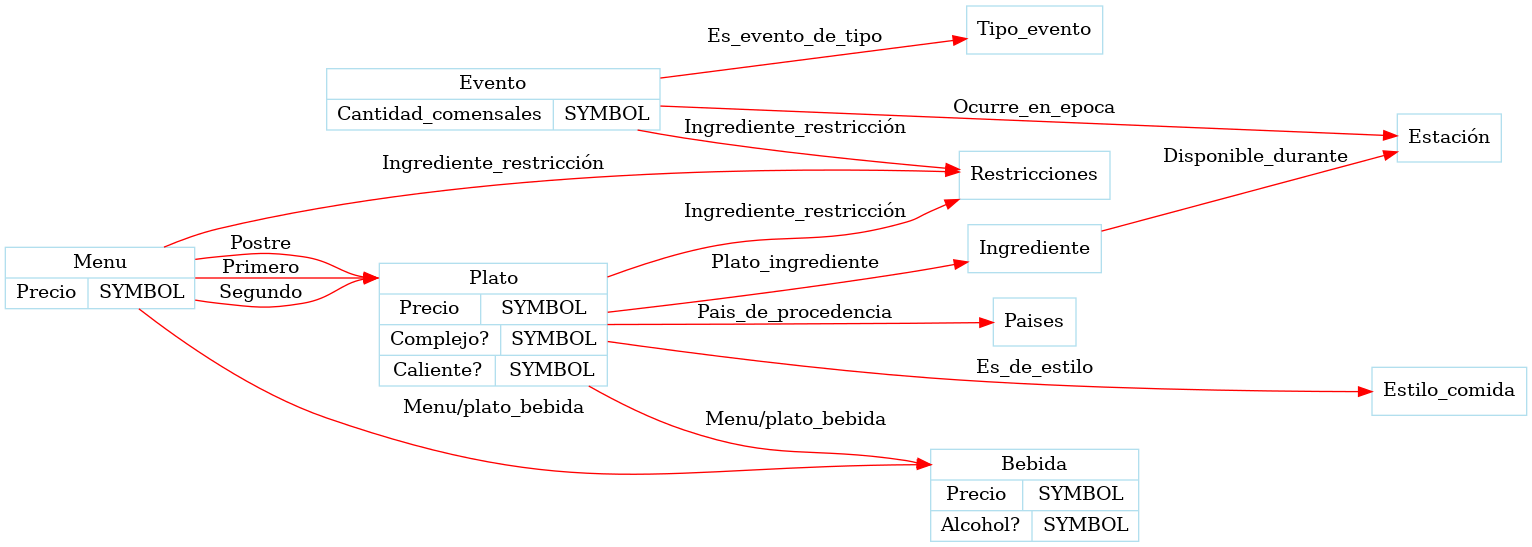 Tipo_evento
Es_evento_de_tipo
Evento
Cantidad_comensales SYMBOL
Ocurre_en_epoca
Ingrediente_restricción
Estación
Disponible_durante
Ingrediente_restricción
Restricciones
Ingrediente_restricción
Postre
Primero
Segundo
Menu
Precio SYMBOL
Ingrediente
Plato_ingrediente
Plato
Precio SYMBOL
Complejo? SYMBOL
Caliente? SYMBOL
Pais_de_procedencia
Paises
Es_de_estilo
Estilo_comida
Menu/plato_bebida
Menu/plato_bebida
Bebida
Precio SYMBOL
Alcohol? SYMBOL